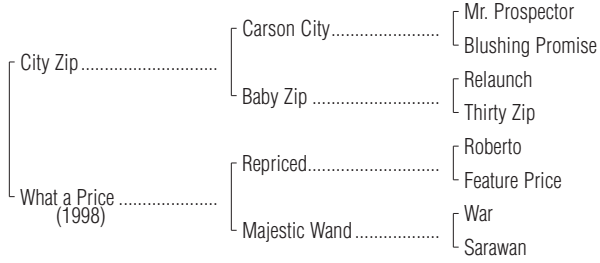 Mr. Prospector
Carson City
Blushing Promise
City Zip
Relaunch
Baby Zip
Thirty Zip
Roberto
Repriced
Feature Price
What a Price
(1998)
War
Majestic Wand
Sarawan